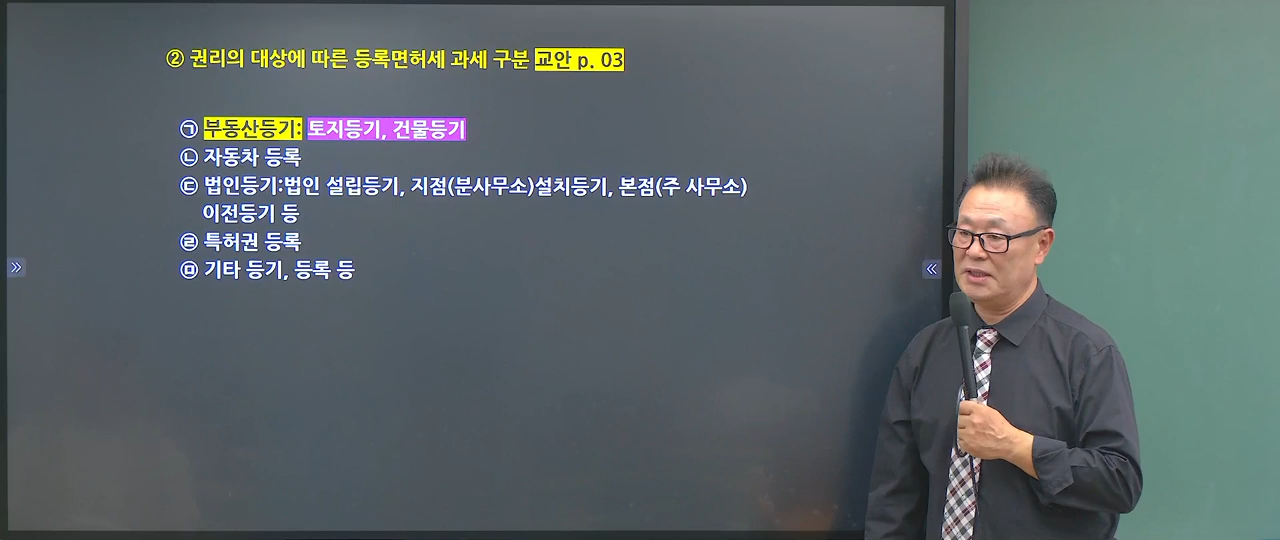 ② 권리의 대상에 따른 등록면허세 과세 구분 교안 p. 03
㉠ 부동산등기: 토지등기, 건물등기
㉡ 자동차 등록
㉢ 법인등기:법인 설립등기, 지점(분사무소)설치등기, 본점(주 사무소)
이전등기 등
㉣ 특허권 등록
㉤ 기타 등기, 등록 등